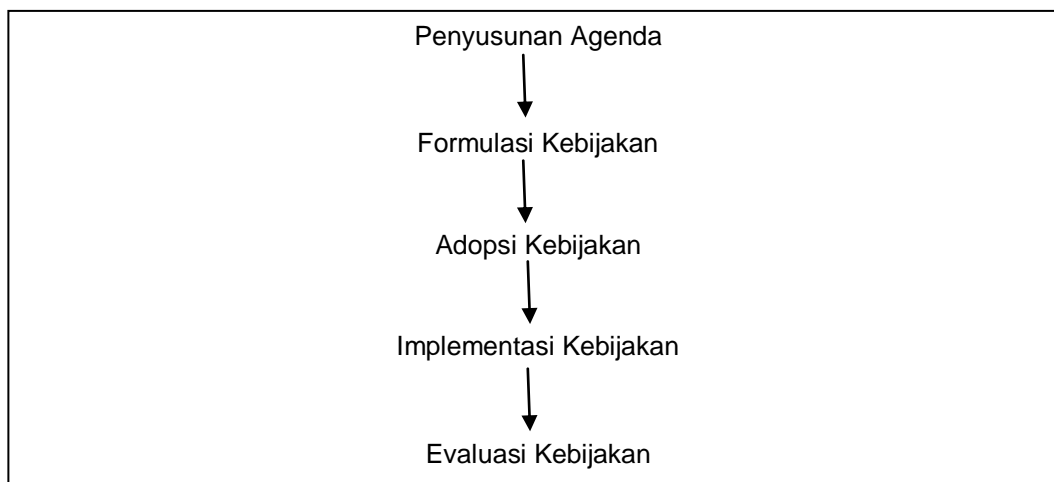 Penyusunan Agenda
Formulasi Kebijakan
Adopsi Kebijakan
Implementasi Kebijakan
Evaluasi Kebijakan